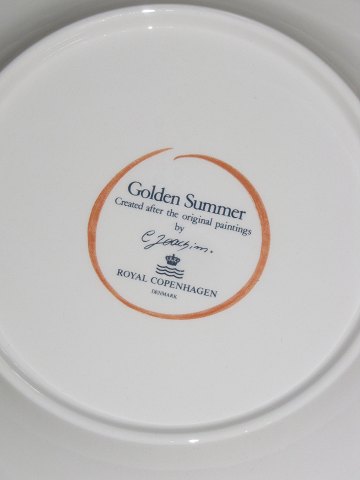 Golden Summer
Created after the original paintings
by
C Joachim.
ROYAL COPENHAGEN
DENMARK